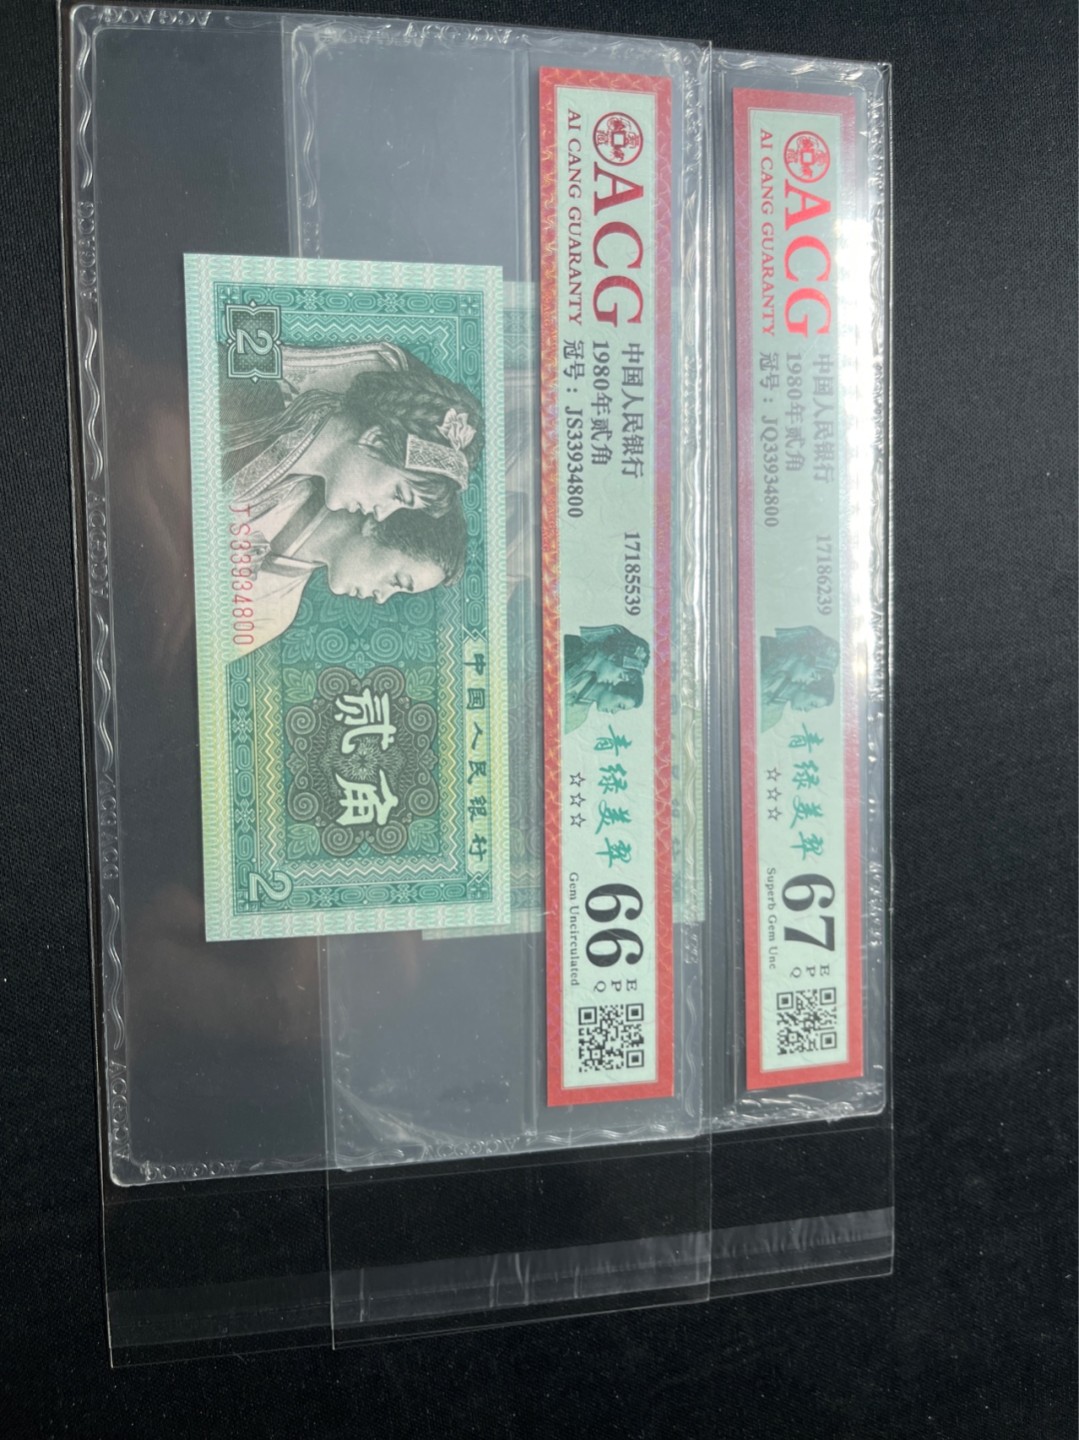 ACG
AI CANG GUARANTY
中国人民银行 17186239
1980年贰角
冠号：JQ33934800
青绿美翠
☆☆☆
67
EPQ
Superb Gem Unc
ACG
AI CANG GUARANTY
中国人民银行 17185539
1980年贰角
冠号：JS33934800
青绿美翠
☆☆☆
66
EPQ
Gem Uncirculated
中国人民银行
贰角
2
2
JS33934800